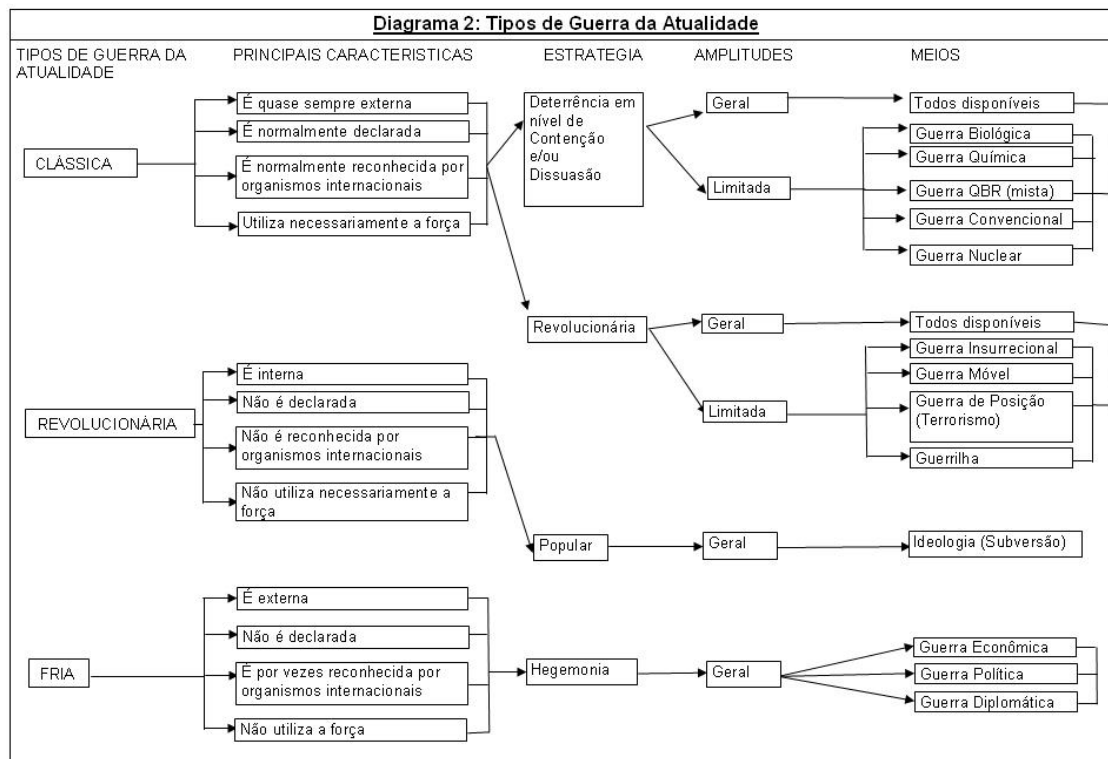 Diagrama 2: Tipos de Guerra da Atualidade
TIPOS DE GUERRA DA
ATUALIDADE
PRINCIPAIS CARACTERISTICAS
ESTRATEGIA
AMPLITUDES
MEIOS
CLÁSSICA
É quase sempre externa
É normalmente declarada
É normalmente reconhecida por
organismos internacionais
Utiliza necessariamente a força
Deterrência em
nível de
Contenção
e/ou
Dissuasão
Geral
Limitada
Todos disponíveis
Guerra Biológica
Guerra Química
Guerra QBR (mista)
Guerra Convencional
Guerra Nuclear
Revolucionária
Geral
Limitada
Todos disponíveis
Guerra Insurrecional
Guerra Móvel
Guerra de Posição
(Terrorismo)
Guerrilha
REVOLUCIONÁRIA
É interna
Não é declarada
Não é reconhecida por
organismos internacionais
Não utiliza necessariamente a
força
Popular
Geral
Ideologia (Subversão)
FRIA
É externa
Não é declarada
É por vezes reconhecida por
organismos internacionais
Não utiliza a força
Hegemonia
Geral
Guerra Econômica
Guerra Política
Guerra Diplomática